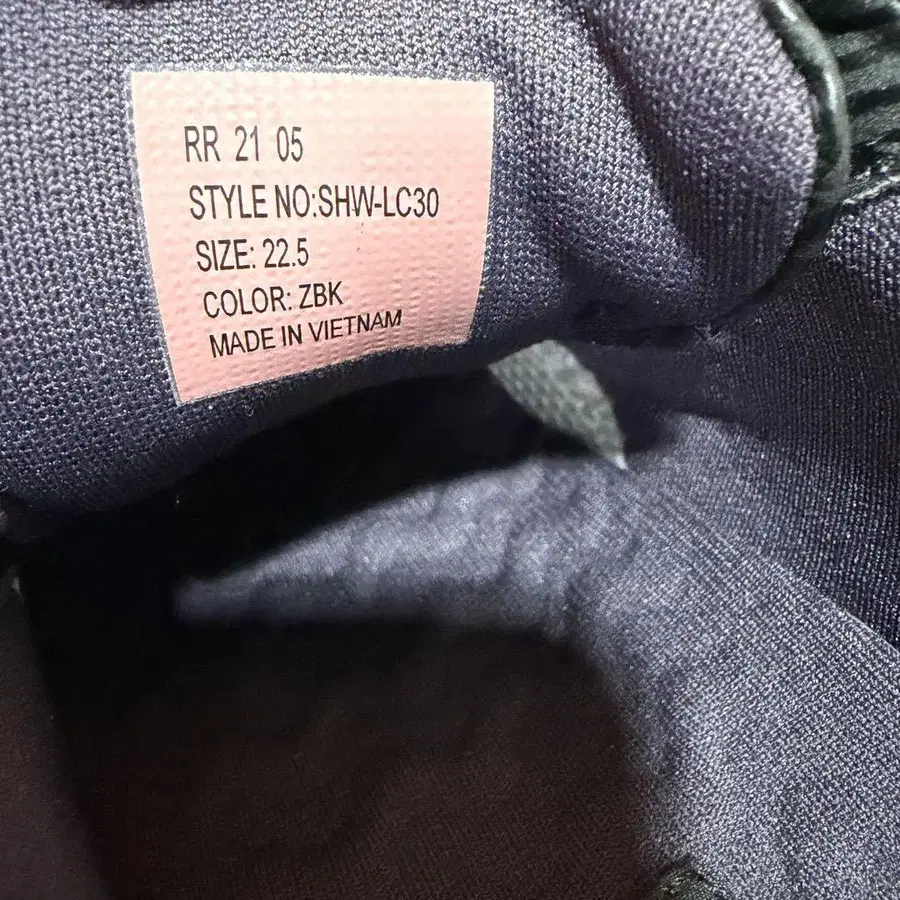 RR 21 05
STYLE NO:SHW-LC30
SIZE: 22.5
COLOR: ZBK
MADE IN VIETNAM